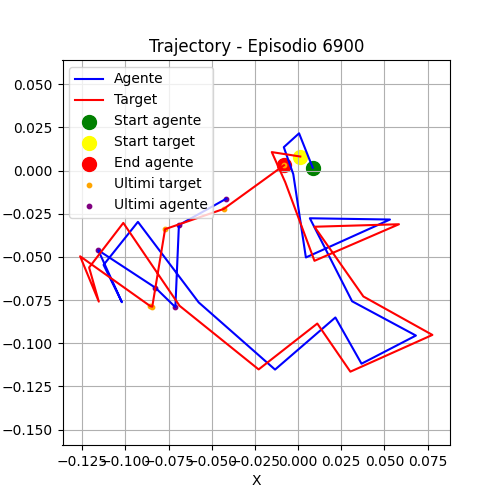 Trajectory - Episodio 6900
Agente
Target
Start agente
Start target
End agente
Ultimi target
Ultimi agente
0.050
0.025
0.000
−0.025
−0.050
−0.075
−0.100
−0.125
−0.150
−0.125 −0.100 −0.075 −0.050 −0.025 0.000 0.025 0.050 0.075
X